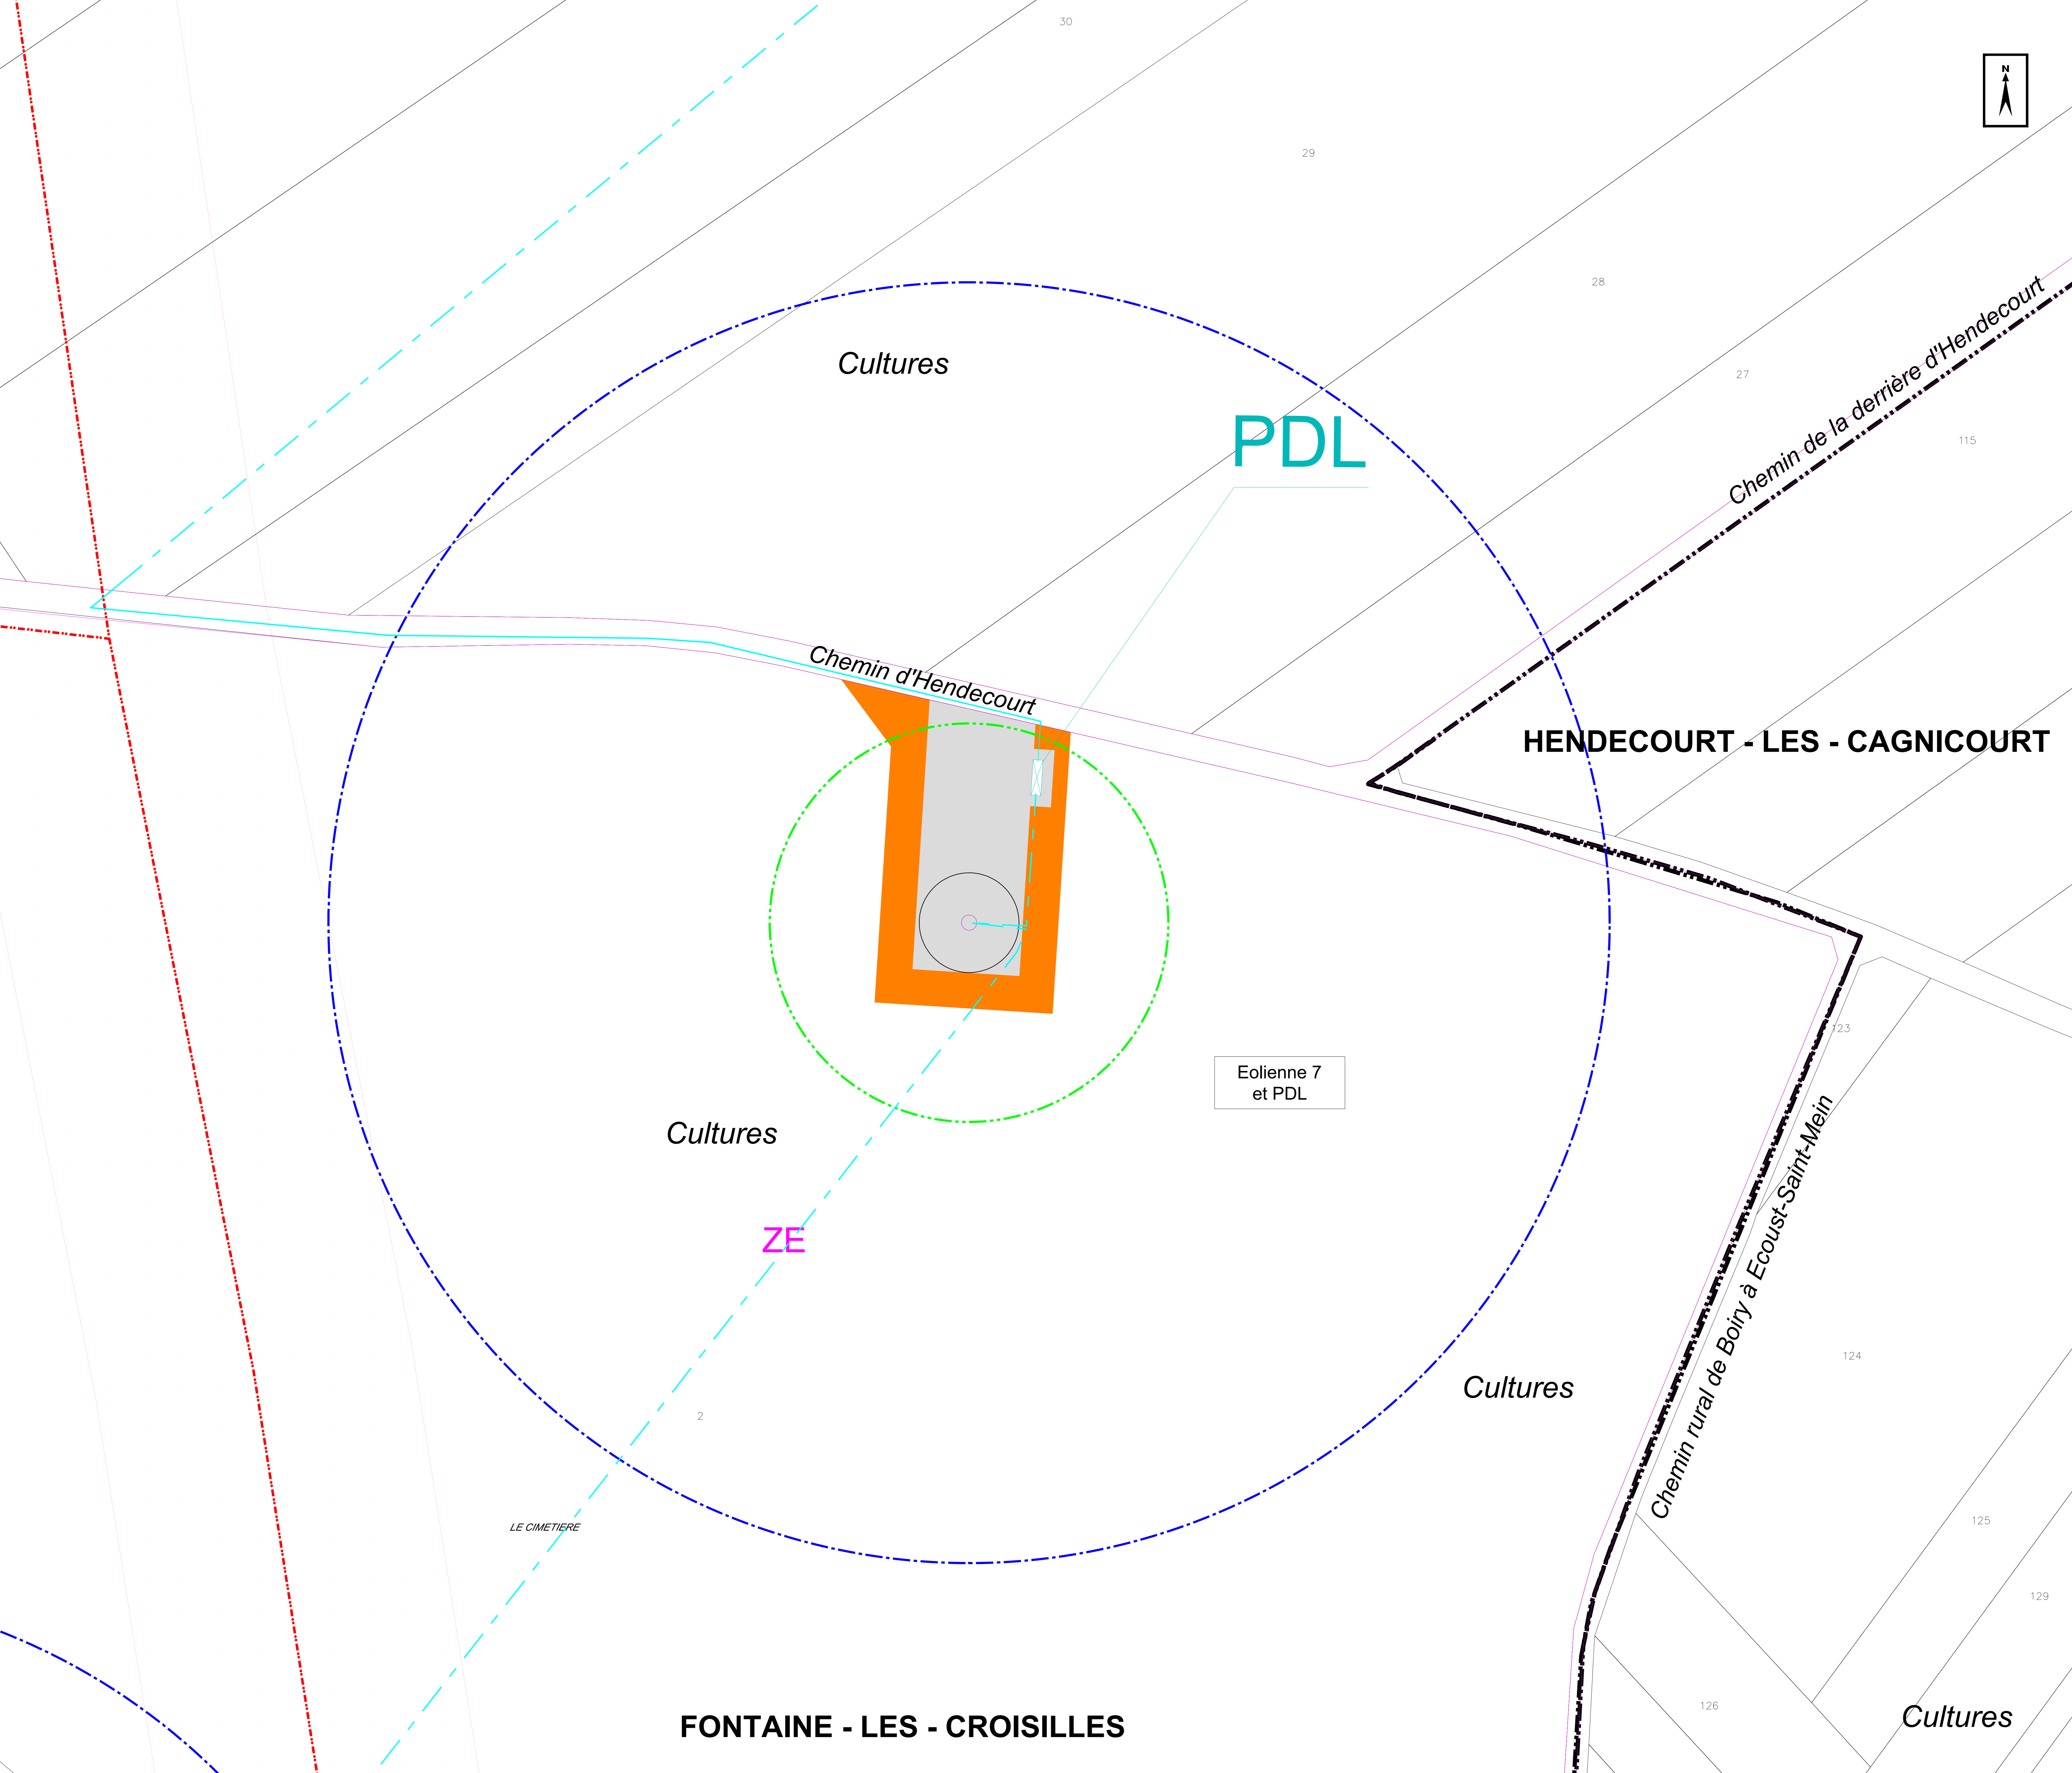 30
N
29
28
Chemin de la derrière d'Hendecourt
Cultures
27
PDL
115
Chemin d'Hendecourt
HENDECOURT - LES - CAGNICOURT
123
Eolienne 7
et PDL
Cultures
Chemin rural de Boiry à Ecoust-Saint-Mein
ZE
124
Cultures
2
125
LE CIMETIERE
129
126
Cultures
FONTAINE - LES - CROISILLES